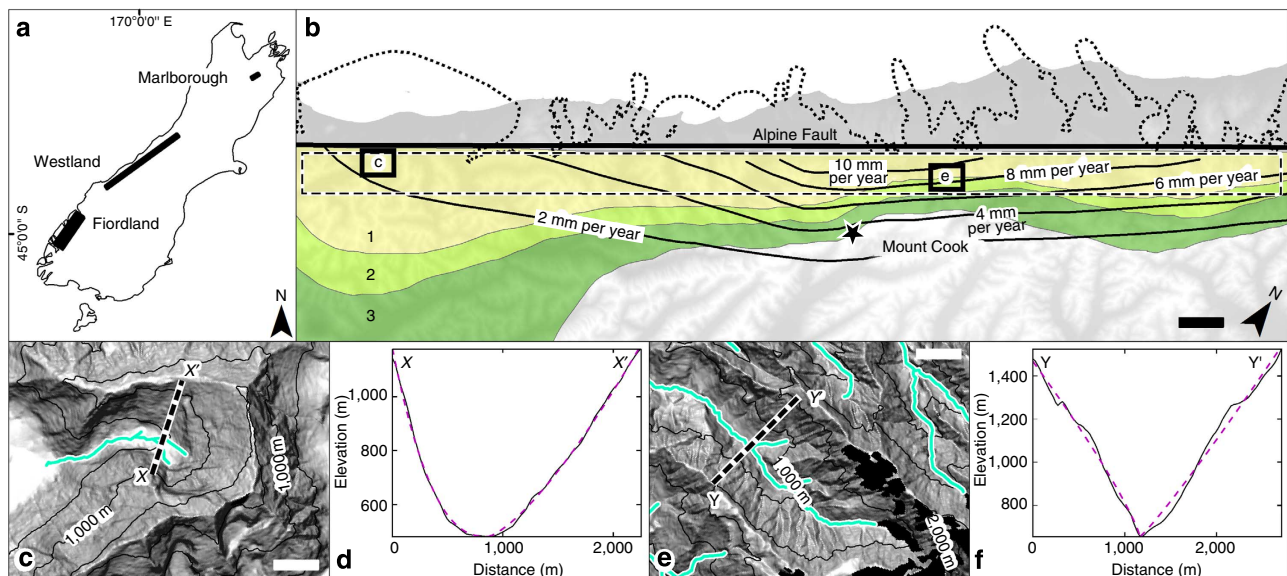 a
170°0'0" E
Marlborough
Westland
Fiordland
45°0'0" S
N
b
Alpine Fault
c
e
10 mm
per year
8 mm per year
6 mm per year
2 mm per year
4 mm
per year
Mount Cook
1
2
3
N
c
X'
X
1,000 m
1,000 m
d
X
X'
Elevation (m)
1,000
800
600
0
1,000
2,000
Distance (m)
e
Y'
Y
1,000 m
2,000 m
f
Y
Y'
Elevation (m)
1,400
1,200
1,000
800
0
1,000
2,000
Distance (m)